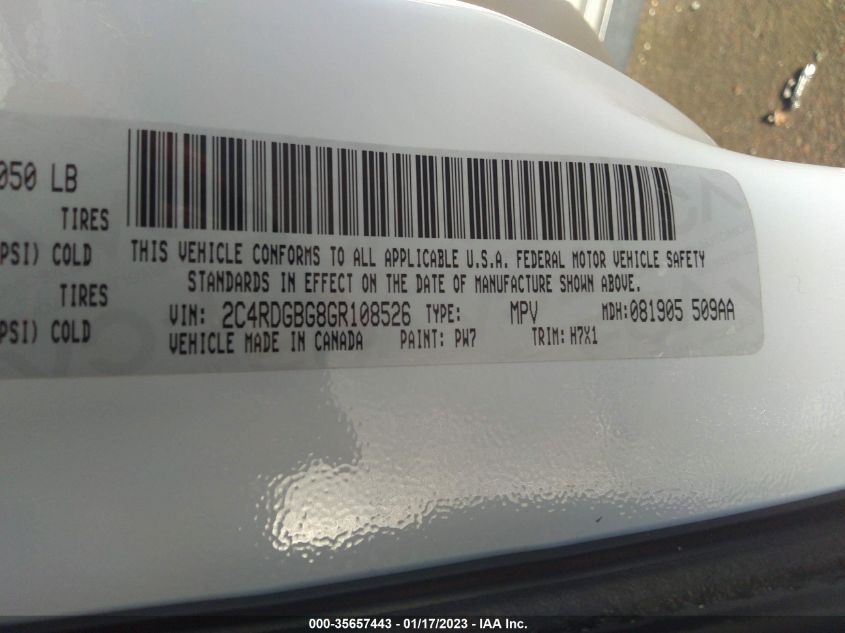 050 LB
TIRES
PSI) COLD
TIRES
PSI) COLD
THIS VEHICLE CONFORMS TO ALL APPLICABLE U.S.A. FEDERAL MOTOR VEHICLE SAFETY
STANDARDS IN EFFECT ON THE DATE OF MANUFACTURE SHOWN ABOVE.
VIN: 2C4RDGBG8GR108526 TYPE: MPV MDH:081905 509AA
VEHICLE MADE IN CANADA PAINT: PW7 TRIM: H7X1
000-35657443 - 01/17/2023 - IAA Inc.